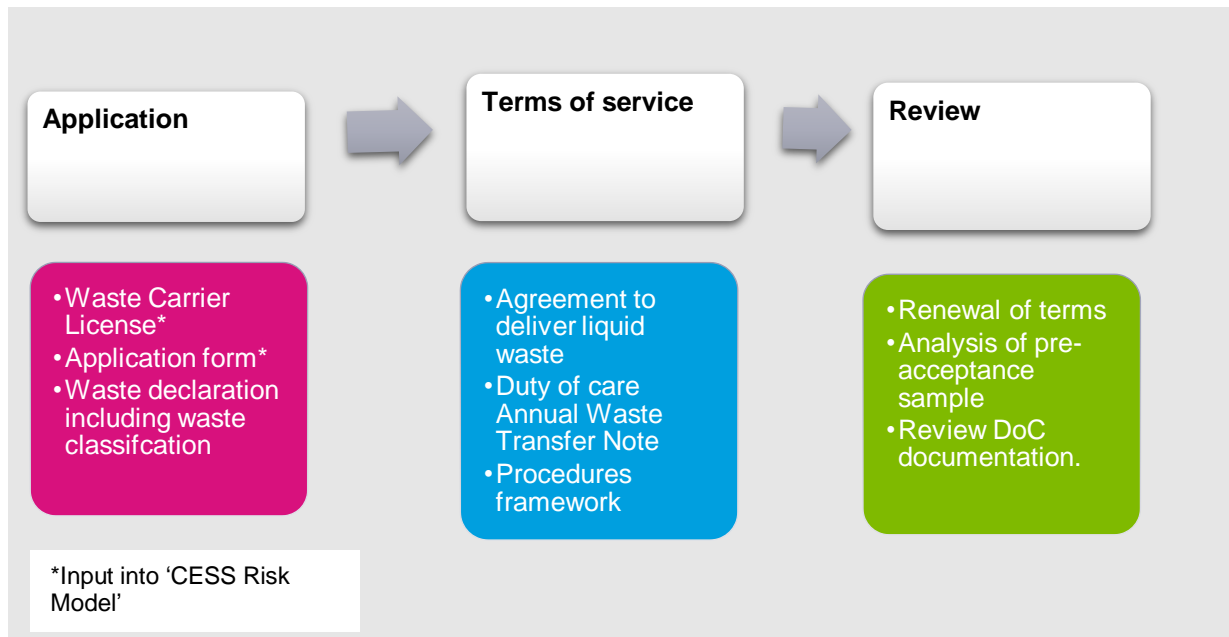 Application
Terms of service
Review
•Waste Carrier
License*
•Application form*
•Waste declaration
including waste
classifcation
•Agreement to
deliver liquid
waste
•Duty of care
Annual Waste
Transfer Note
•Procedures
framework
•Renewal of terms
•Analysis of pre-
acceptance
sample
•Review DoC
documentation.
*Input into ‘CESS Risk
Model’